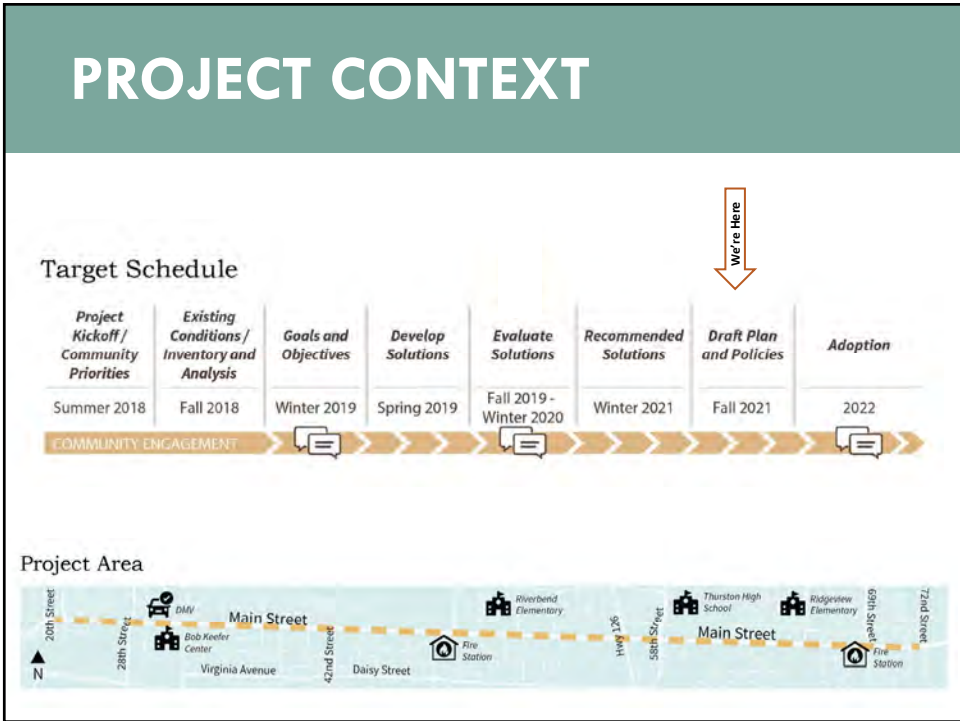 PROJECT CONTEXT
We're Here
Target Schedule
Project
Kickoff /
Community
Priorities
Existing
Conditions /
Inventory and
Analysis
Goals and
Objectives
Develop
Solutions
Evaluate
Solutions
Recommended
Solutions
Draft Plan
and Policies
Adoption
Summer 2018
Fall 2018
Winter 2019
Spring 2019
Fall 2019 -
Winter 2020
Winter 2021
Fall 2021
2022
COMMUNITY ENGAGEMENT
Project Area
20th Street
28th Street
DMV
Bob Keefer
Center
Main Street
Virginia Avenue
42nd Street
Daisy Street
Fire
Station
Riverbend
Elementary
Hwy 126
58th Street
Thurston High
School
Main Street
Ridgeview
Elementary
69th Street
Fire
Station
72nd Street
N